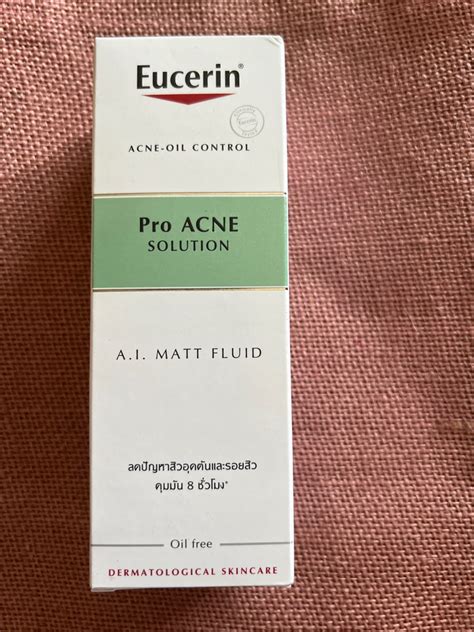 Eucerin®
Eucerin
ACNE-OIL CONTROL
Pro ACNE
SOLUTION
A.I. MATT FLUID
ลดปัญหาสิวอุดตันและรอยสิว
คุมมัน 8 ชั่วโมง*
Oil free
DERMATOLOGICAL SKINCARE